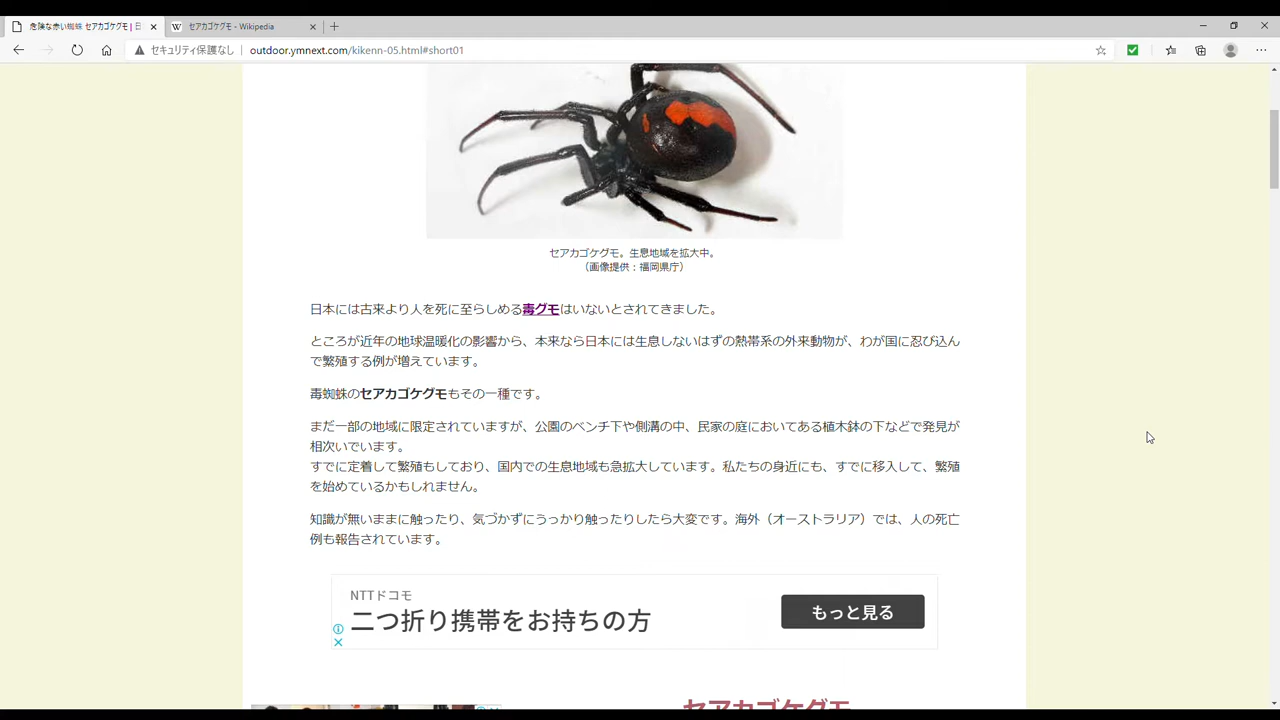 危険な赤い蜘蛛 セアカゴケグモ | 日
セアカゴケグモ - Wikipedia
セキュリティ保護なし
outdoor.ymnext.com/kikenn-05.html#short01
セアカゴケグモ。生息地域を拡大中。
（画像提供：福岡県庁）
日本には古来より人を死に至らしめる毒グモはいないとされてきました。
ところが近年の地球温暖化の影響から、本来なら日本には生息しないはずの熱帯系の外来動物が、わが国に忍び込ん
で繁殖する例が増えています。
毒蜘蛛のセアカゴケグモもその一種です。
まだ一部の地域に限定されていますが、公園のベンチ下や側溝の中、民家の庭においてある植木鉢の下などで発見が
相次いでいます。
すでに定着して繁殖もしており、国内での生息地域も急拡大しています。私たちの身近にも、すでに移入して、繁殖
を始めているかもしれません。
知識が無いままに触ったり、気づかずにうっかり触ったりしたら大変です。海外（オーストラリア）では、人の死亡
例も報告されています。
NTTドコモ
二つ折り携帯をお持ちの方
もっと見る
セアカゴケグモ